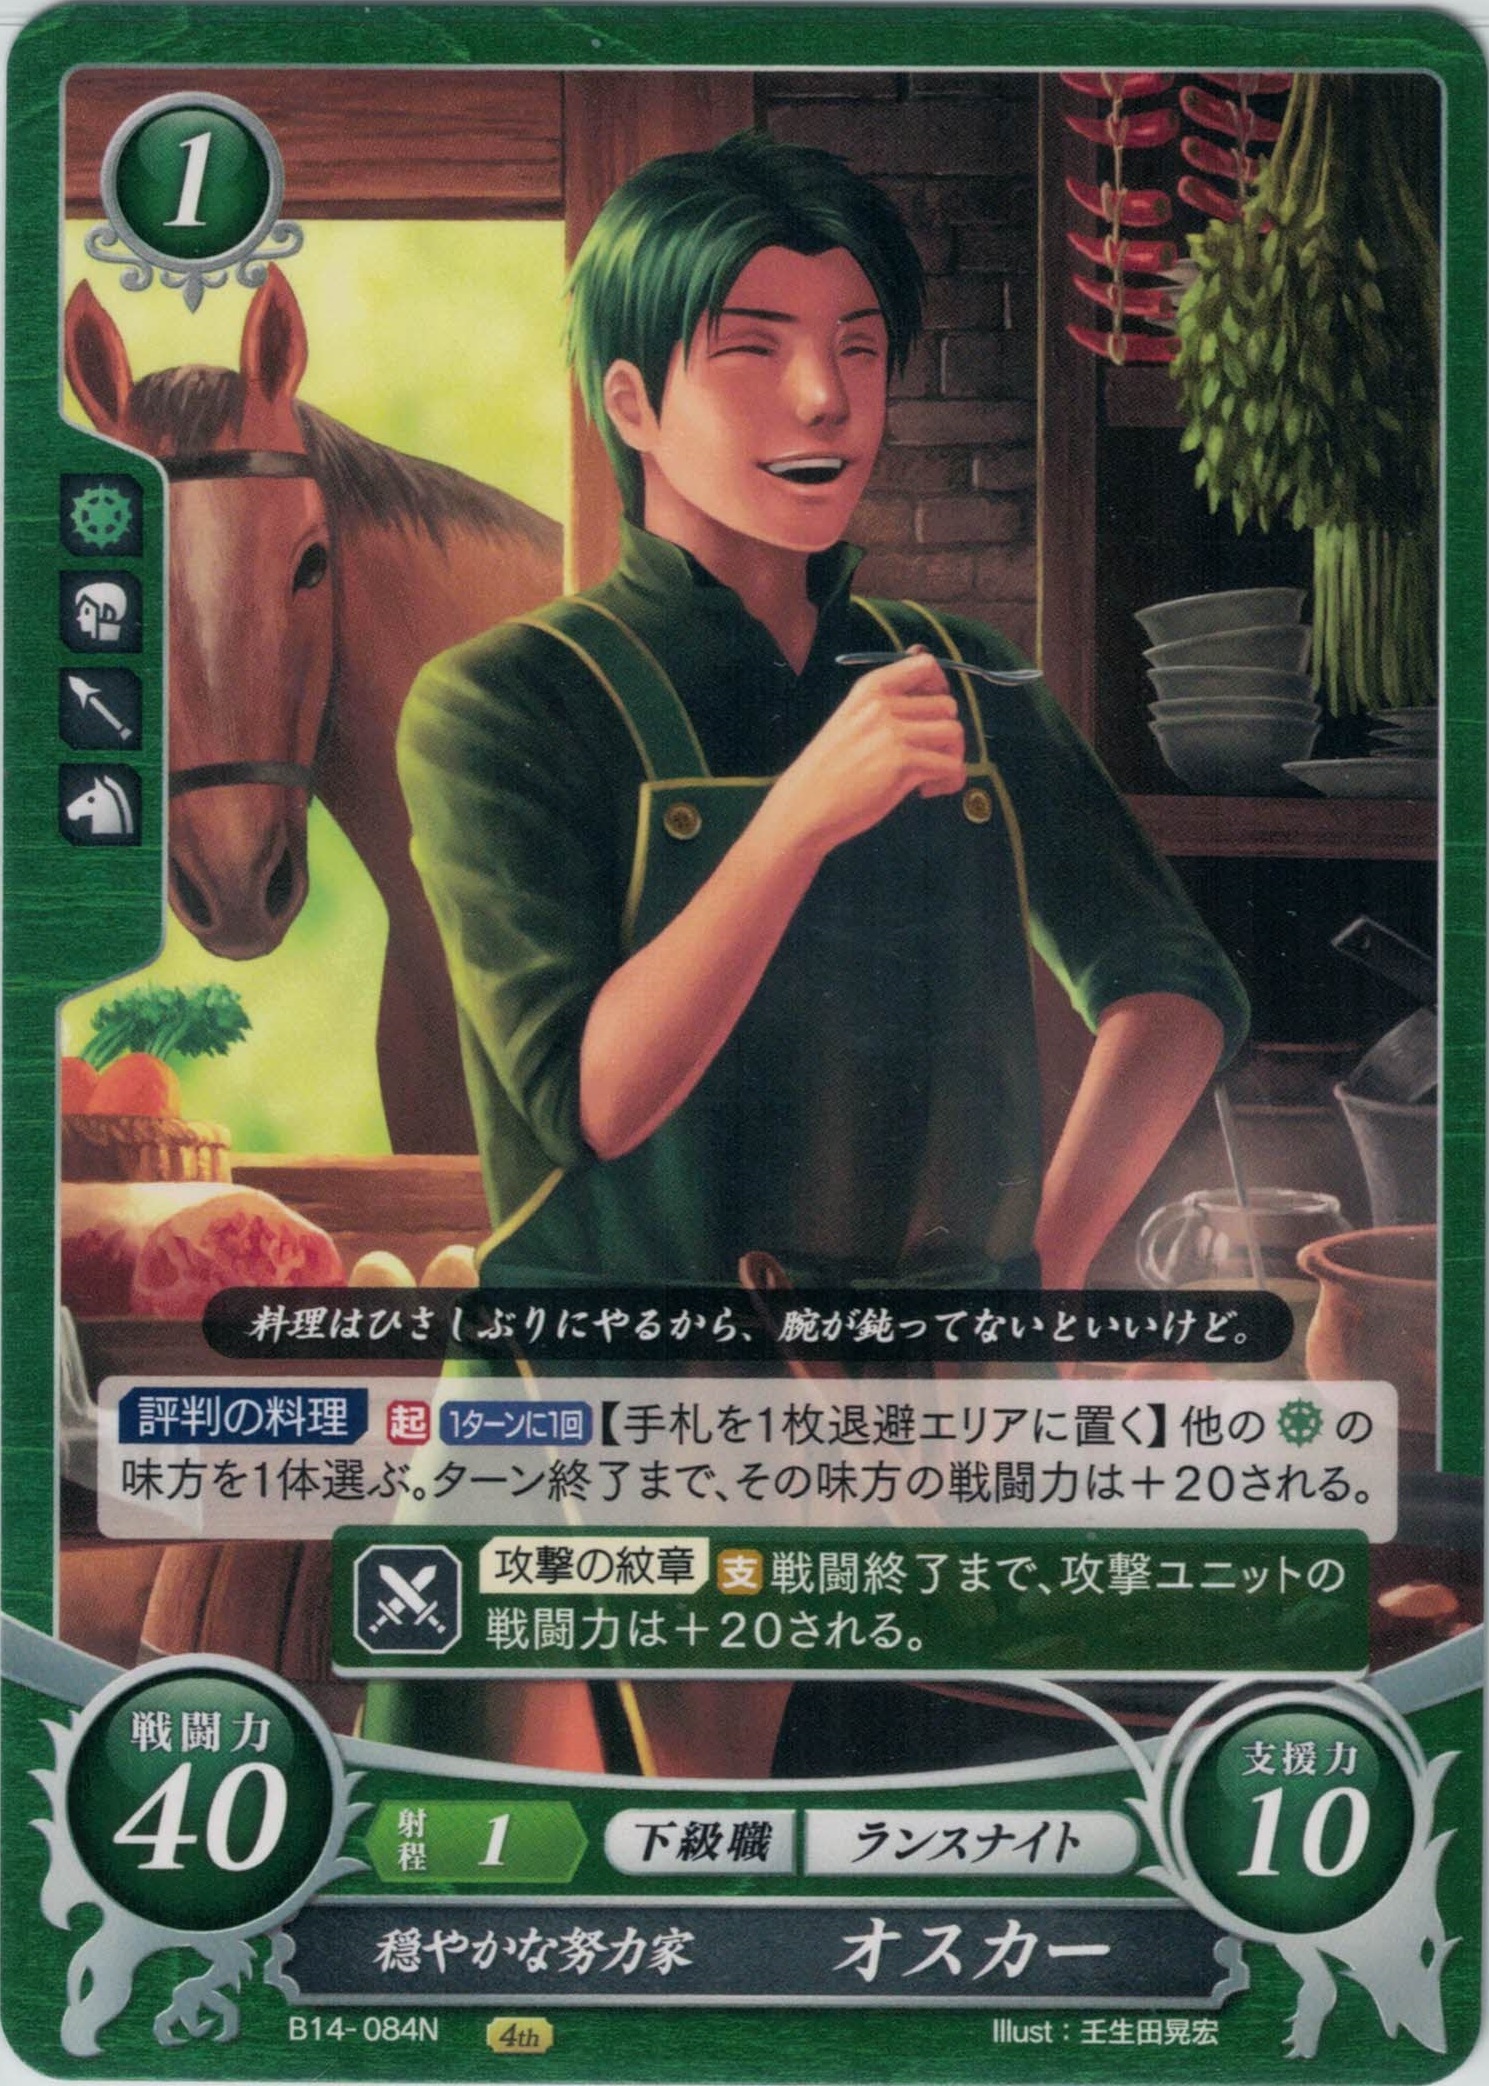 1
料理はひさしぶりにやるから、腕が鈍ってないといいけど。
評判の料理 起 1ターンに1回【手札を1枚退避エリアに置く】他の の
味方を1体選ぶ。ターン終了まで、その味方の戦闘力は＋20される。
攻撃の紋章 支 戦闘終了まで、攻撃ユニットの
戦闘力は＋20される。
戦闘力
40
射程 1
下級職 ランスナイト
支援力
10
穏やかな努力家 オスカー
B14-084N 4th Illust：壬生田晃宏